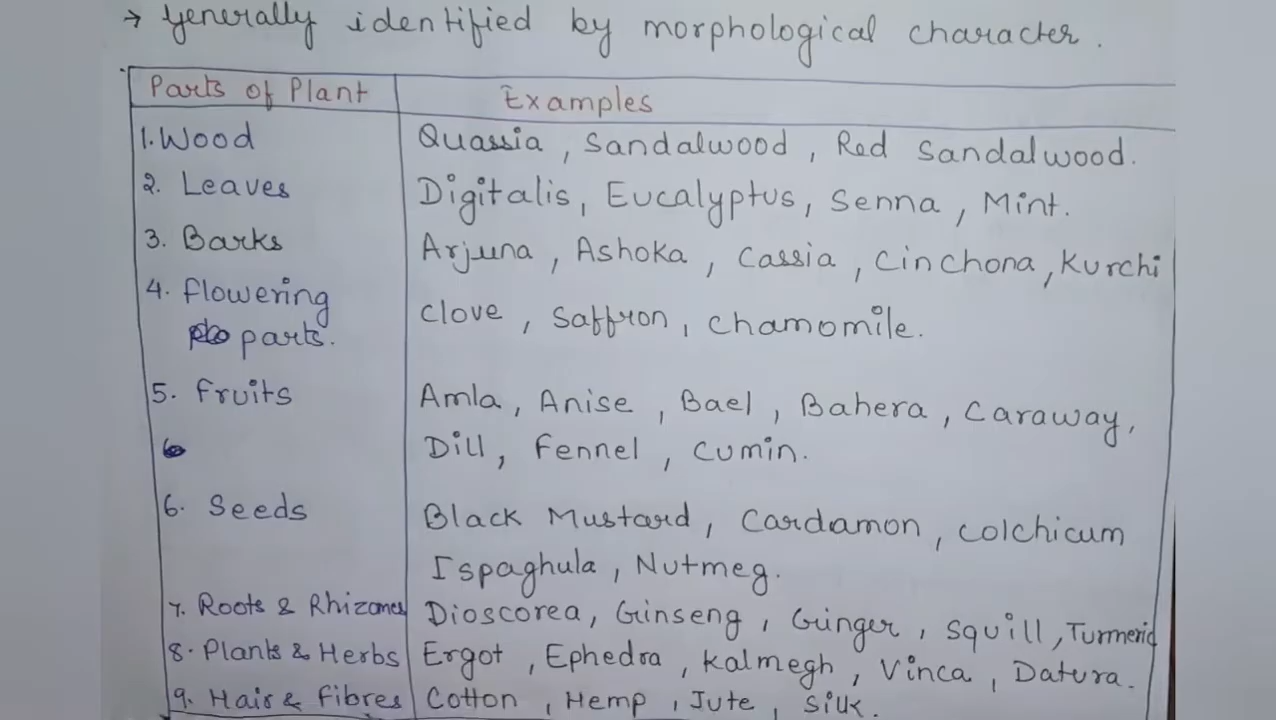 → Generally identified by morphological character.
Parts of Plant Examples
1. Wood Quassia, Sandalwood, Red Sandalwood.
2. Leaves Digitalis, Eucalyptus, Senna, Mint.
3. Barks Arjuna, Ashoka, Cassia, Cinchona, Kurchi
4. Flowering Clove, Saffron, Chamomile.
parts.
5. Fruits Amla, Anise, Bael, Bahera, Caraway,
Dill, Fennel, Cumin.
6. Seeds Black Mustard, Cardamon, Colchicum
Ispaghula, Nutmeg.
7. Roots & Rhizomes Dioscorea, Ginseng, Ginger, Squill, Turmeric
8. Plants & Herbs Ergot, Ephedra, Kalmegh, Vinca, Datura.
9. Hair & Fibres Cotton, Hemp, Jute, Silk.